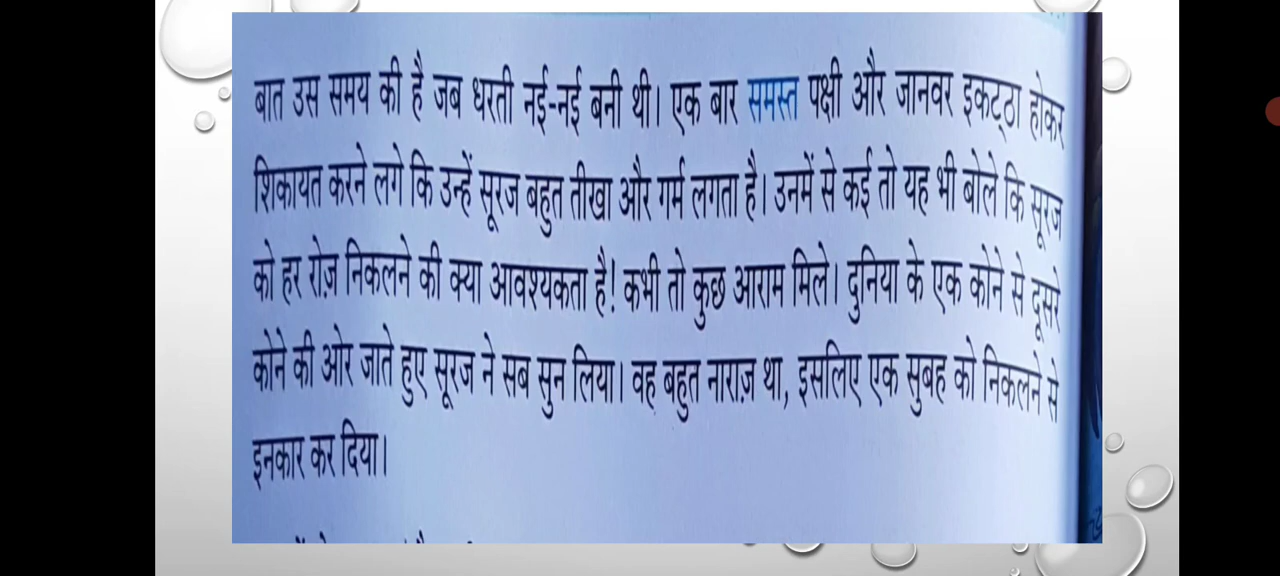 बात उस समय की है जब धरती नई-नई बनी थी। एक बार समस्त पक्षी और जानवर इकट्ठा होकर
शिकायत करने लगे कि उन्हें सूरज बहुत तीखा और गर्म लगता है। उनमें से कई तो यह भी बोले कि सूरज
को हर रोज़ निकलने की क्या आवश्यकता है! कभी तो कुछ आराम मिले। दुनिया के एक कोने से दूसरे
कोने की ओर जाते हुए सूरज ने सब सुन लिया। वह बहुत नाराज़ था, इसलिए एक सुबह को निकलने से
इनकार कर दिया।